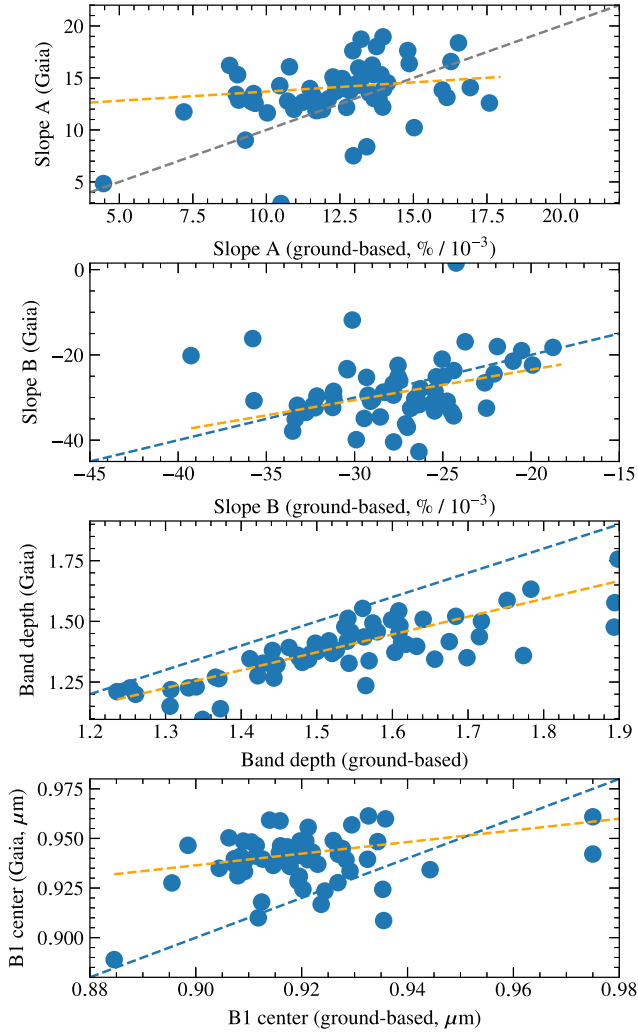 22
20
15
10
5
Slope A
(Gaia)
5.0 7.5 10.0 12.5 15.0 17.5 20.0
Slope A (ground-based, % / 10⁻³)
0
−20
−40
Slope B (Gaia)
−45 −40 −35 −30 −25 −20 −15
Slope B (ground-based, % / 10⁻³)
1.75
1.50
1.25
Band depth (Gaia)
1.2 1.3 1.4 1.5 1.6 1.7 1.8 1.9
Band depth (ground-based)
0.975
0.950
0.925
0.900
B1 center (Gaia, μm)
0.88 0.90 0.92 0.94 0.96 0.98
B1 center (ground-based, μm)